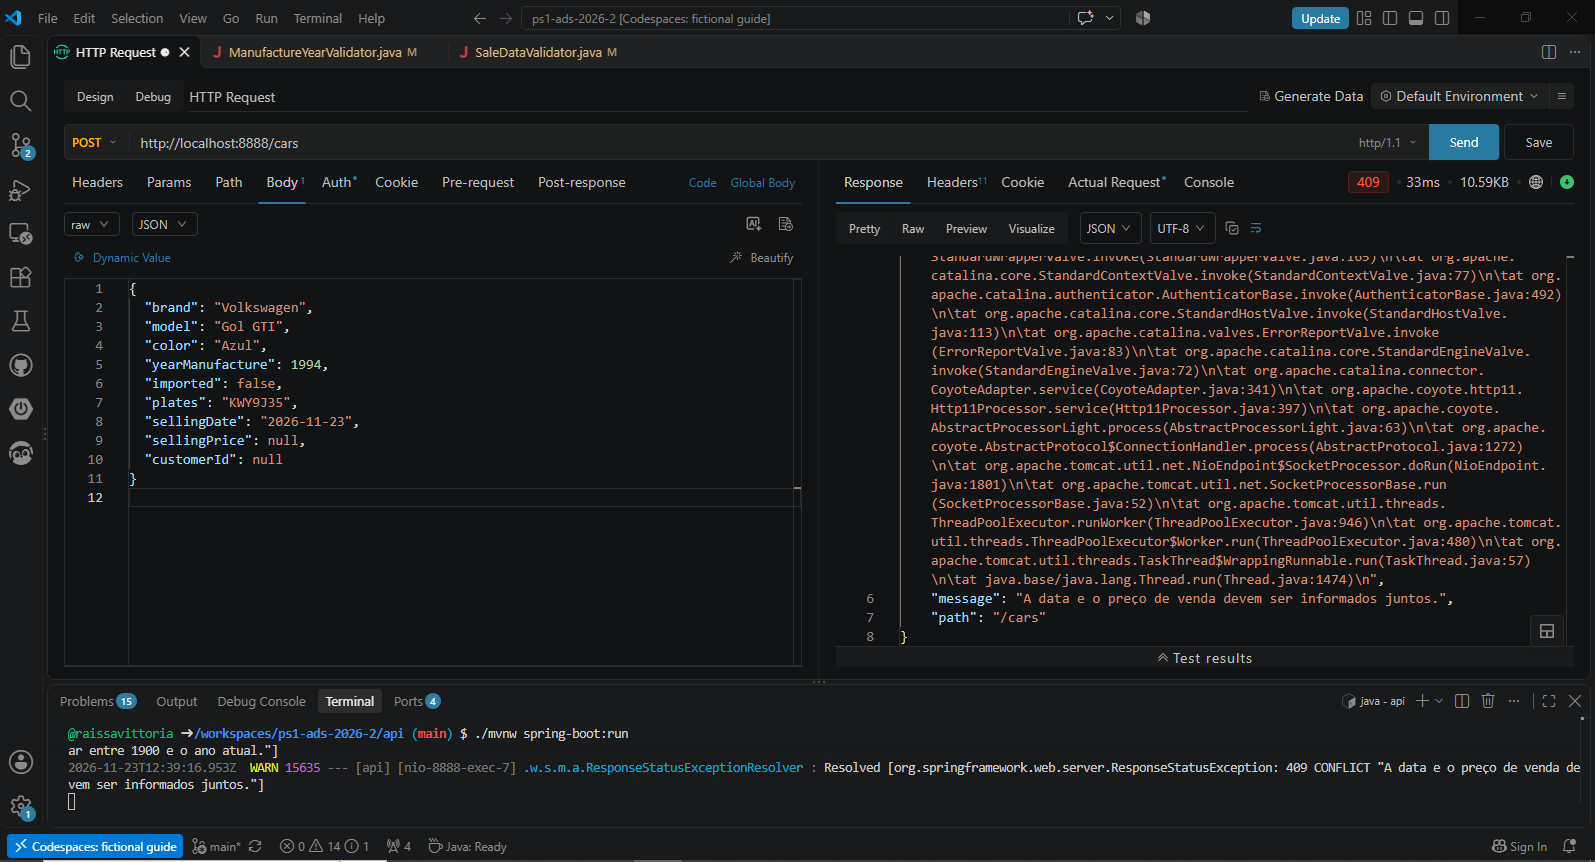 File Edit Selection View Go Run Terminal Help
ps1-ads-2026-2 [Codespaces: fictional guide]
Update
HTTP Request
ManufactureYearValidator.java M
SaleDataValidator.java M
Design Debug HTTP Request
Generate Data Default Environment
POST http://localhost:8888/cars http/1.1 Send Save
Headers Params Path Body 1 Auth Cookie Pre-request Post-response Code Global Body
raw JSON
Dynamic Value Beautify
1 {
2 "brand": "Volkswagen",
3 "model": "Gol GTI",
4 "color": "Azul",
5 "yearManufacture": 1994,
6 "imported": false,
7 "plates": "KWY9J35",
8 "sellingDate": "2026-11-23",
9 "sellingPrice": null,
10 "customerId": null
11 }
12
Response Headers 11 Cookie Actual Request Console 409 33ms 10.59KB
Pretty Raw Preview Visualize JSON UTF-8
StandardWrapperValve.invoke(StandardWrapperValve.java:165)\n\tat org.apache.
catalina.core.StandardContextValve.invoke(StandardContextValve.java:77)\n\tat org.
apache.catalina.authenticator.AuthenticatorBase.invoke(AuthenticatorBase.java:492)
\n\tat org.apache.catalina.core.StandardHostValve.invoke(StandardHostValve.
java:113)\n\tat org.apache.catalina.valves.ErrorReportValve.invoke
(ErrorReportValve.java:83)\n\tat org.apache.catalina.core.StandardEngineValve.
invoke(StandardEngineValve.java:72)\n\tat org.apache.catalina.connector.
CoyoteAdapter.service(CoyoteAdapter.java:341)\n\tat org.apache.coyote.http11.
Http11Processor.service(Http11Processor.java:397)\n\tat org.apache.coyote.
AbstractProcessorLight.process(AbstractProcessorLight.java:63)\n\tat org.apache.
coyote.AbstractProtocol$ConnectionHandler.process(AbstractProtocol.java:1272)
\n\tat org.apache.tomcat.util.net.NioEndpoint$SocketProcessor.doRun(NioEndpoint.
java:1801)\n\tat org.apache.tomcat.util.net.SocketProcessorBase.run
(SocketProcessorBase.java:52)\n\tat org.apache.tomcat.util.threads.
ThreadPoolExecutor.runWorker(ThreadPoolExecutor.java:946)\n\tat org.apache.tomcat.
util.threads.ThreadPoolExecutor$Worker.run(ThreadPoolExecutor.java:480)\n\tat org.
apache.tomcat.util.threads.TaskThread$WrappingRunnable.run(TaskThread.java:57)
\n\tat java.base/java.lang.Thread.run(Thread.java:1474)\n",
6 "message": "A data e o preço de venda devem ser informados juntos.",
7 "path": "/cars"
8 }
Test results
Problems 15 Output Debug Console Terminal Ports 4
java - api
@raissavittoria ➜/workspaces/ps1-ads-2026-2/api (main) $ ./mvnw spring-boot:run
ar entre 1900 e o ano atual."]
2026-11-23T12:39:16.953Z WARN 15635 --- [api] [nio-8888-exec-7] .w.s.m.a.ResponseStatusExceptionResolver : Resolved [org.springframework.web.server.ResponseStatusException: 409 CONFLICT "A data e o preço de venda de
vem ser informados juntos."]
2
1
Codespaces: fictional guide main* 0 14 1 4 Java: Ready Sign In